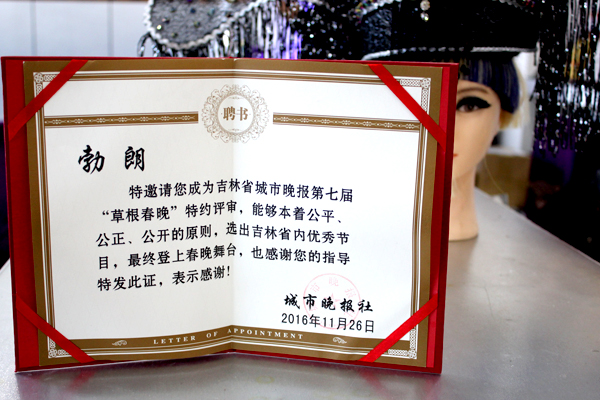 聘书
勃 朗
特邀请您成为吉林省城市晚报第七届
“草根春晚”特约评审，能够本着公平、
公正、公开的原则，选出吉林省内优秀节
目，最终登上春晚舞台，也感谢您的指导
特发此证，表示感谢!
城市晚报社
2016年11月26日
LETTER OF APPOINTMENT